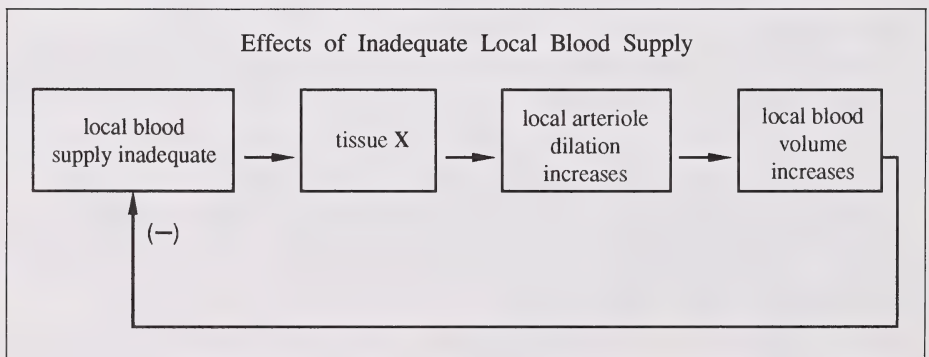 Effects of Inadequate Local Blood Supply
local blood
supply inadequate
tissue X
local arteriole
dilation
increases
local blood
volume
increases
(−)